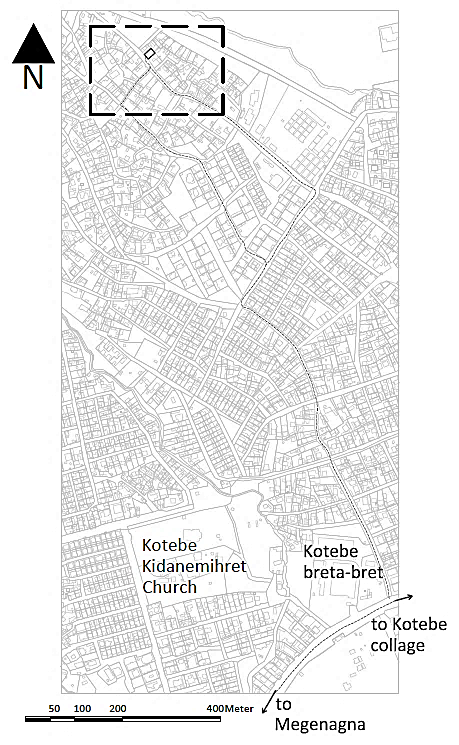 N
Kotebe
Kidanemihret
Church
Kotebe
breta-bret
to Kotebe
collage
to
Megenagna
50 100 200 400Meter